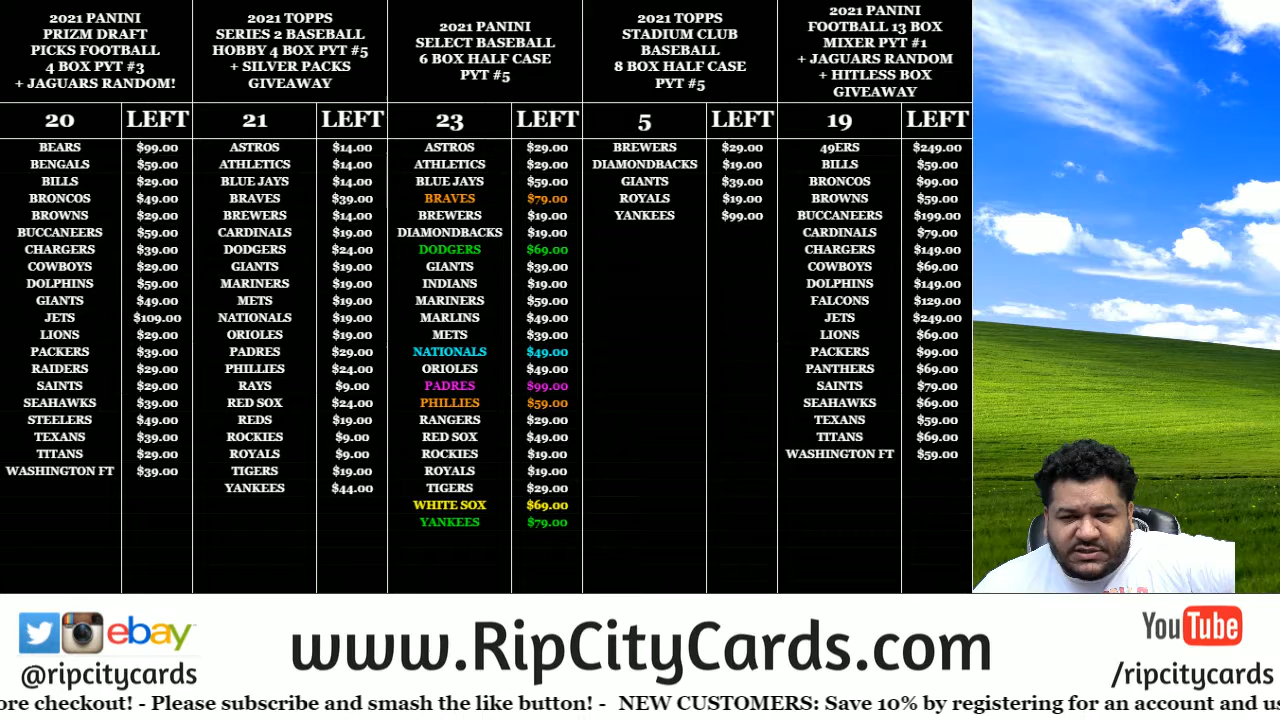 2021 PANINI
PRIZM DRAFT
PICKS FOOTBALL
4 BOX PYT #3
+ JAGUARS RANDOM!
20 LEFT
BEARS $99.00
BENGALS $59.00
BILLS $29.00
BRONCOS $49.00
BROWNS $29.00
BUCCANEERS $59.00
CHARGERS $39.00
COWBOYS $29.00
DOLPHINS $59.00
GIANTS $49.00
JETS $109.00
LIONS $29.00
PACKERS $39.00
RAIDERS $29.00
SAINTS $29.00
SEAHAWKS $39.00
STEELERS $49.00
TEXANS $39.00
TITANS $29.00
WASHINGTON FT $39.00
2021 TOPPS
SERIES 2 BASEBALL
HOBBY 4 BOX PYT #5
+ SILVER PACKS
GIVEAWAY
21 LEFT
ASTROS $14.00
ATHLETICS $14.00
BLUE JAYS $14.00
BRAVES $39.00
BREWERS $14.00
CARDINALS $19.00
DODGERS $24.00
GIANTS $19.00
MARINERS $19.00
METS $19.00
NATIONALS $19.00
ORIOLES $19.00
PADRES $29.00
PHILLIES $24.00
RAYS $9.00
RED SOX $24.00
REDS $19.00
ROCKIES $9.00
ROYALS $9.00
TIGERS $19.00
YANKEES $44.00
2021 PANINI
SELECT BASEBALL
6 BOX HALF CASE
PYT #5
23 LEFT
ASTROS $29.00
ATHLETICS $29.00
BLUE JAYS $59.00
BRAVES $79.00
BREWERS $19.00
DIAMONDBACKS $19.00
DODGERS $69.00
GIANTS $39.00
INDIANS $19.00
MARINERS $59.00
MARLINS $49.00
METS $39.00
NATIONALS $49.00
ORIOLES $49.00
PADRES $99.00
PHILLIES $59.00
RANGERS $29.00
RED SOX $49.00
ROCKIES $19.00
ROYALS $19.00
TIGERS $29.00
WHITE SOX $69.00
YANKEES $79.00
2021 TOPPS
STADIUM CLUB
BASEBALL
8 BOX HALF CASE
PYT #5
5 LEFT
BREWERS $29.00
DIAMONDBACKS $19.00
GIANTS $39.00
ROYALS $19.00
YANKEES $99.00
2021 PANINI
FOOTBALL 13 BOX
MIXER PYT #1
+ JAGUARS RANDOM
+ HITLESS BOX
GIVEAWAY
19 LEFT
49ERS $249.00
BILLS $59.00
BRONCOS $99.00
BROWNS $59.00
BUCCANEERS $199.00
CARDINALS $79.00
CHARGERS $149.00
COWBOYS $69.00
DOLPHINS $149.00
FALCONS $129.00
JETS $249.00
LIONS $69.00
PACKERS $99.00
PANTHERS $69.00
SAINTS $79.00
SEAHAWKS $69.00
TEXANS $59.00
TITANS $69.00
WASHINGTON FT $59.00
ebay
@ripcitycards
www.RipCityCards.com
YouTube
/ripcitycards
ore checkout! - Please subscribe and smash the like button! - NEW CUSTOMERS: Save 10% by registering for an account and us